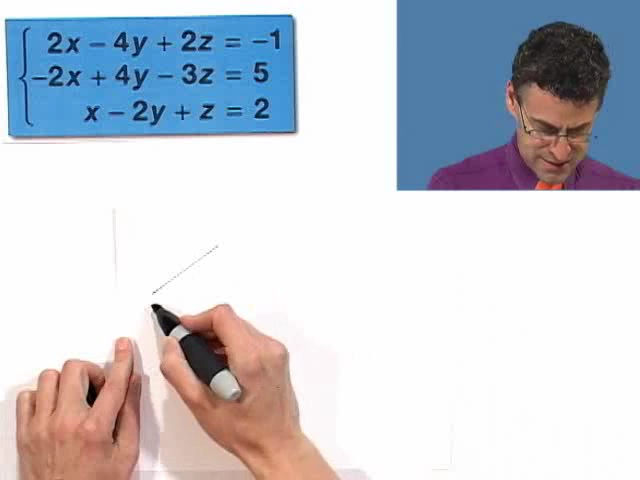 2x − 4y + 2z = −1
−2x + 4y − 3z = 5
x − 2y + z = 2